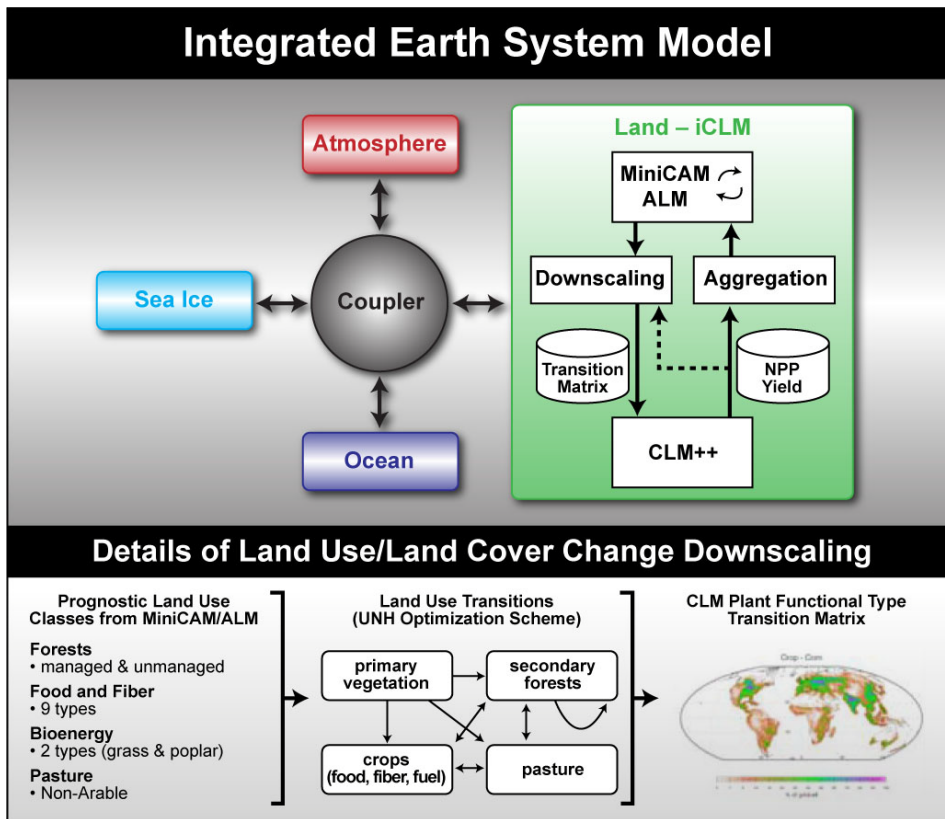 Integrated Earth System Model
Atmosphere
Sea Ice
Coupler
Ocean
Land – iCLM
MiniCAM
ALM
Downscaling
Aggregation
Transition
Matrix
NPP
Yield
CLM++
Details of Land Use/Land Cover Change Downscaling
Prognostic Land Use
Classes from MiniCAM/ALM
Forests
• managed & unmanaged
Food and Fiber
• 9 types
Bioenergy
• 2 types (grass & poplar)
Pasture
• Non-Arable
Land Use Transitions
(UNH Optimization Scheme)
primary
vegetation
secondary
forests
crops
(food, fiber, fuel)
pasture
CLM Plant Functional Type
Transition Matrix
Crop - Corn